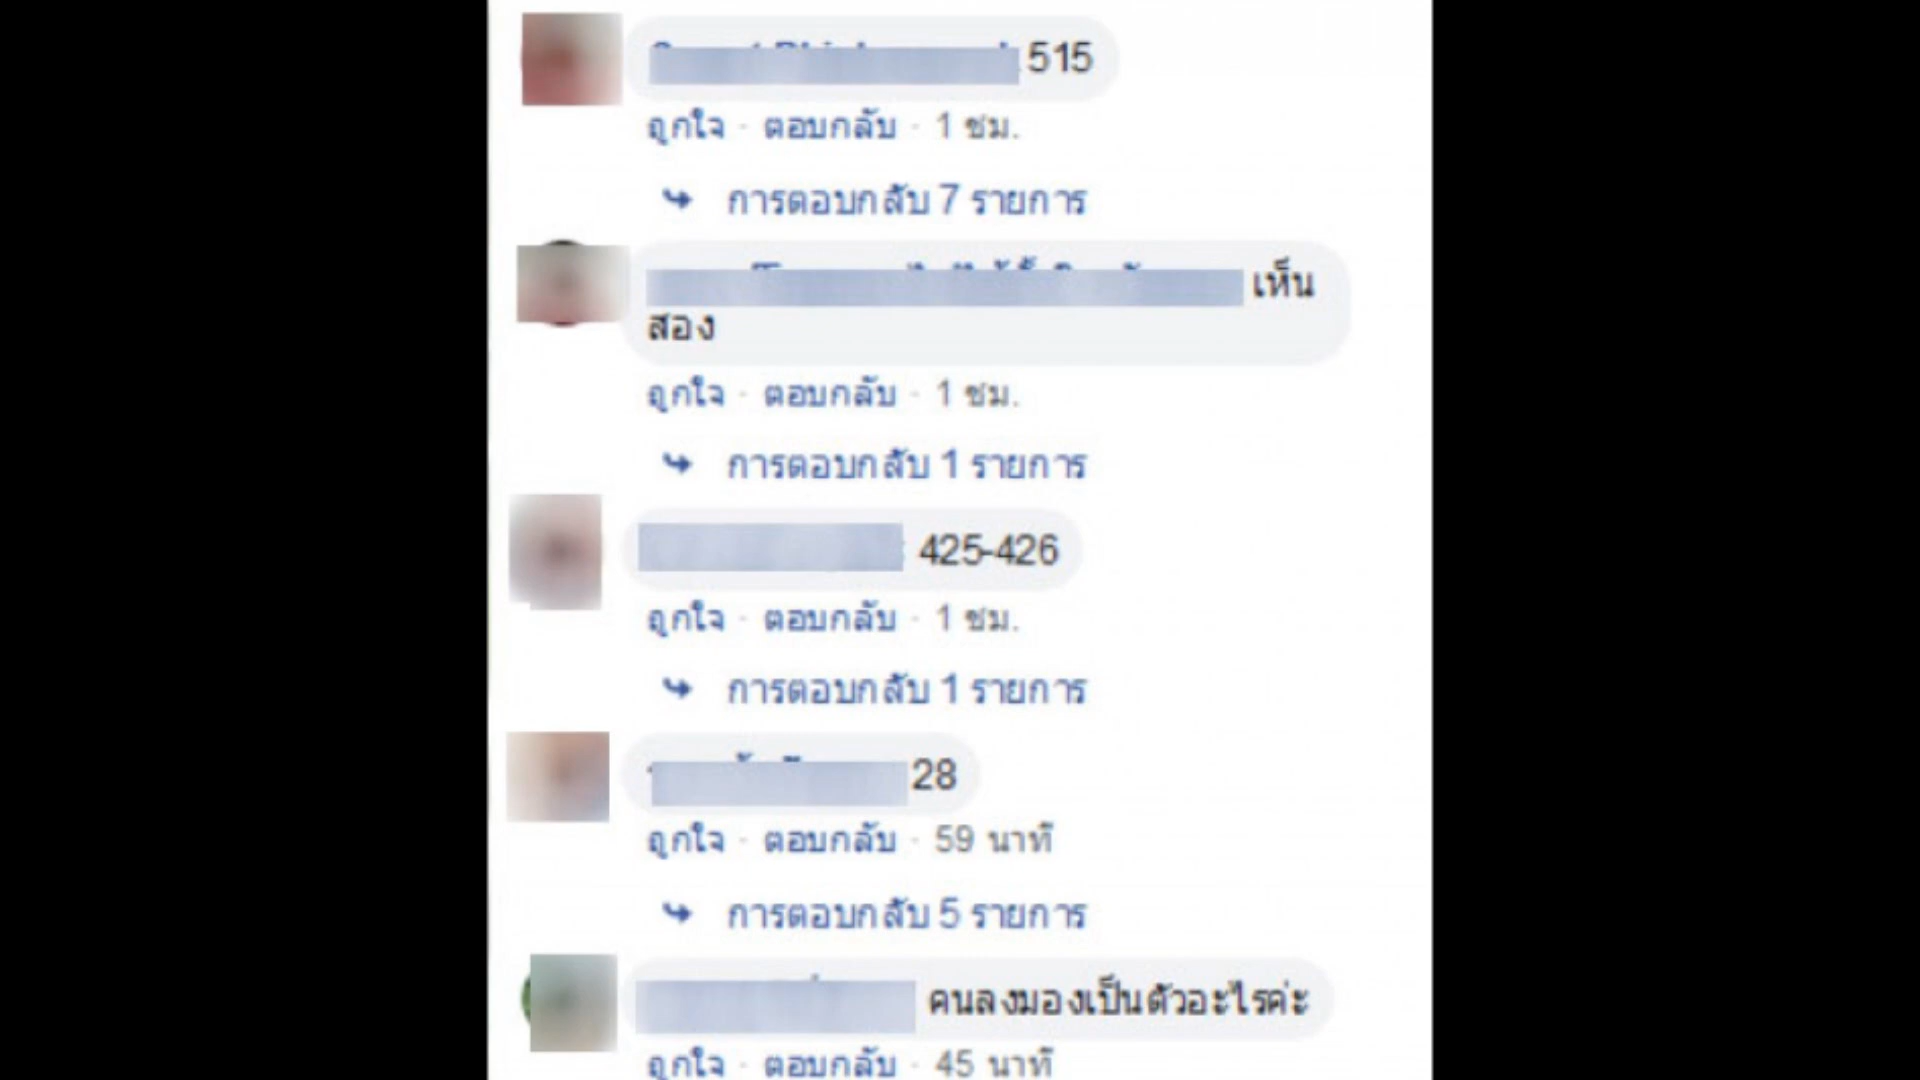 515
ถูกใจ · ตอบกลับ · 1 ชม.
การตอบกลับ 7 รายการ
เห็น
สอง
ถูกใจ · ตอบกลับ · 1 ชม.
การตอบกลับ 1 รายการ
425-426
ถูกใจ · ตอบกลับ · 1 ชม.
การตอบกลับ 1 รายการ
28
ถูกใจ · ตอบกลับ · 59 นาที
การตอบกลับ 5 รายการ
คนลงมองเป็นตัวอะไรค่ะ
ถูกใจ · ตอบกลับ · 45 นาที